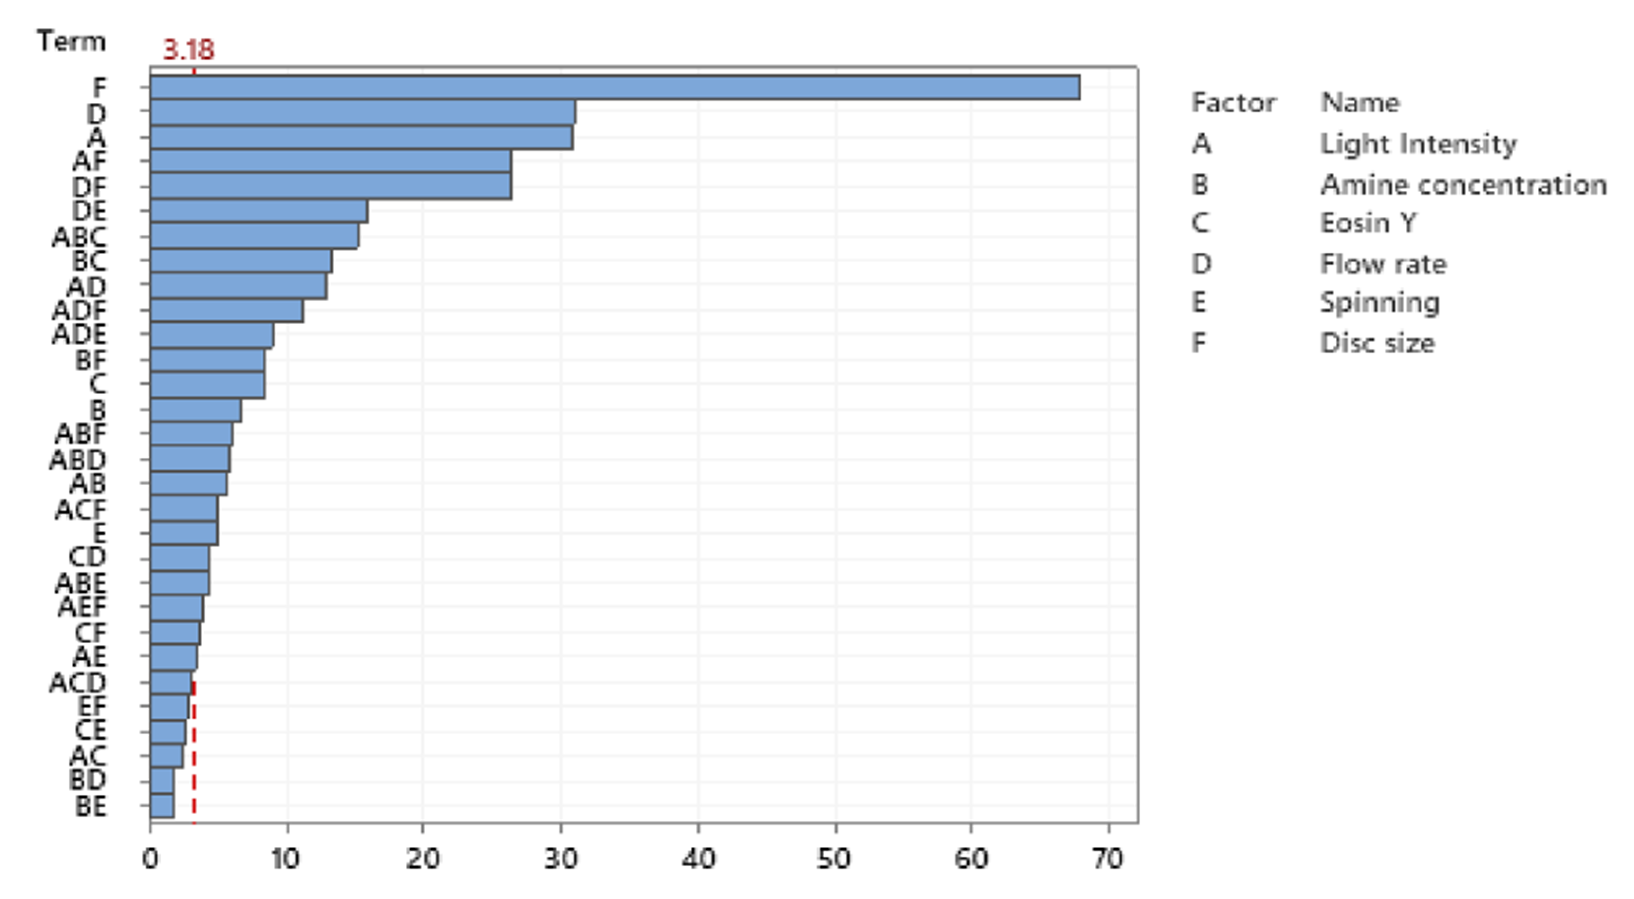 Term
3.18
F
D
A
AF
DF
DE
ABC
BC
AD
ADF
ADE
BF
C
B
ABF
ABD
AB
ACF
E
CD
ABE
AEF
CF
AE
ACD
EF
CE
AC
BD
BE
0 10 20 30 40 50 60 70
Factor Name
A Light Intensity
B Amine concentration
C Eosin Y
D Flow rate
E Spinning
F Disc size